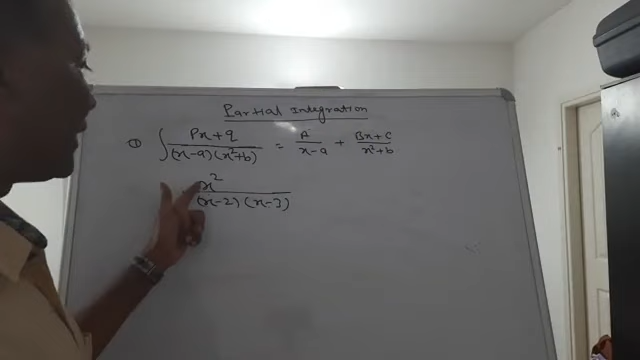 Partial Integration
① ∫ Px+q / (x-a)(x²+b) = A / x-a + Bx+C / x²+b
x² / (x-2)(x-3)